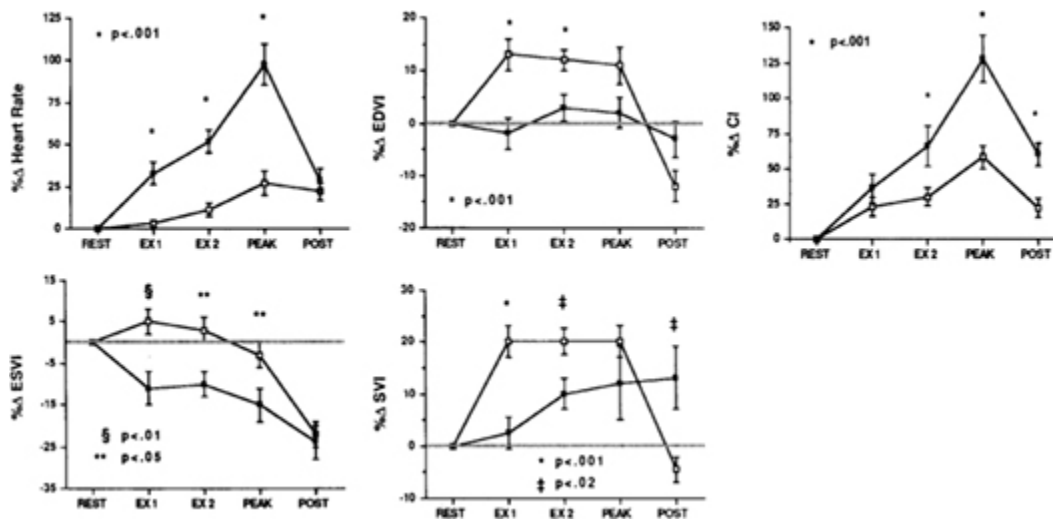 %Δ Heart Rate
125
100
75
50
25
0
* p<.001
*
*
*
REST EX 1 EX 2 PEAK POST
%Δ EDVI
20
10
0
-10
-20
* *
* p<.001
REST EX 1 EX 2 PEAK POST
%Δ CI
150
125
100
75
50
25
0
* p<.001
*
*
*
REST EX 1 EX 2 PEAK POST
%Δ ESVI
15
5
-5
-15
-25
-35
§ ** **
§ p<.01
** p<.05
REST EX 1 EX 2 PEAK POST
%Δ SVI
30
20
10
0
-10
* ‡ ‡
* p<.001
‡ p<.02
REST EX 1 EX 2 PEAK POST